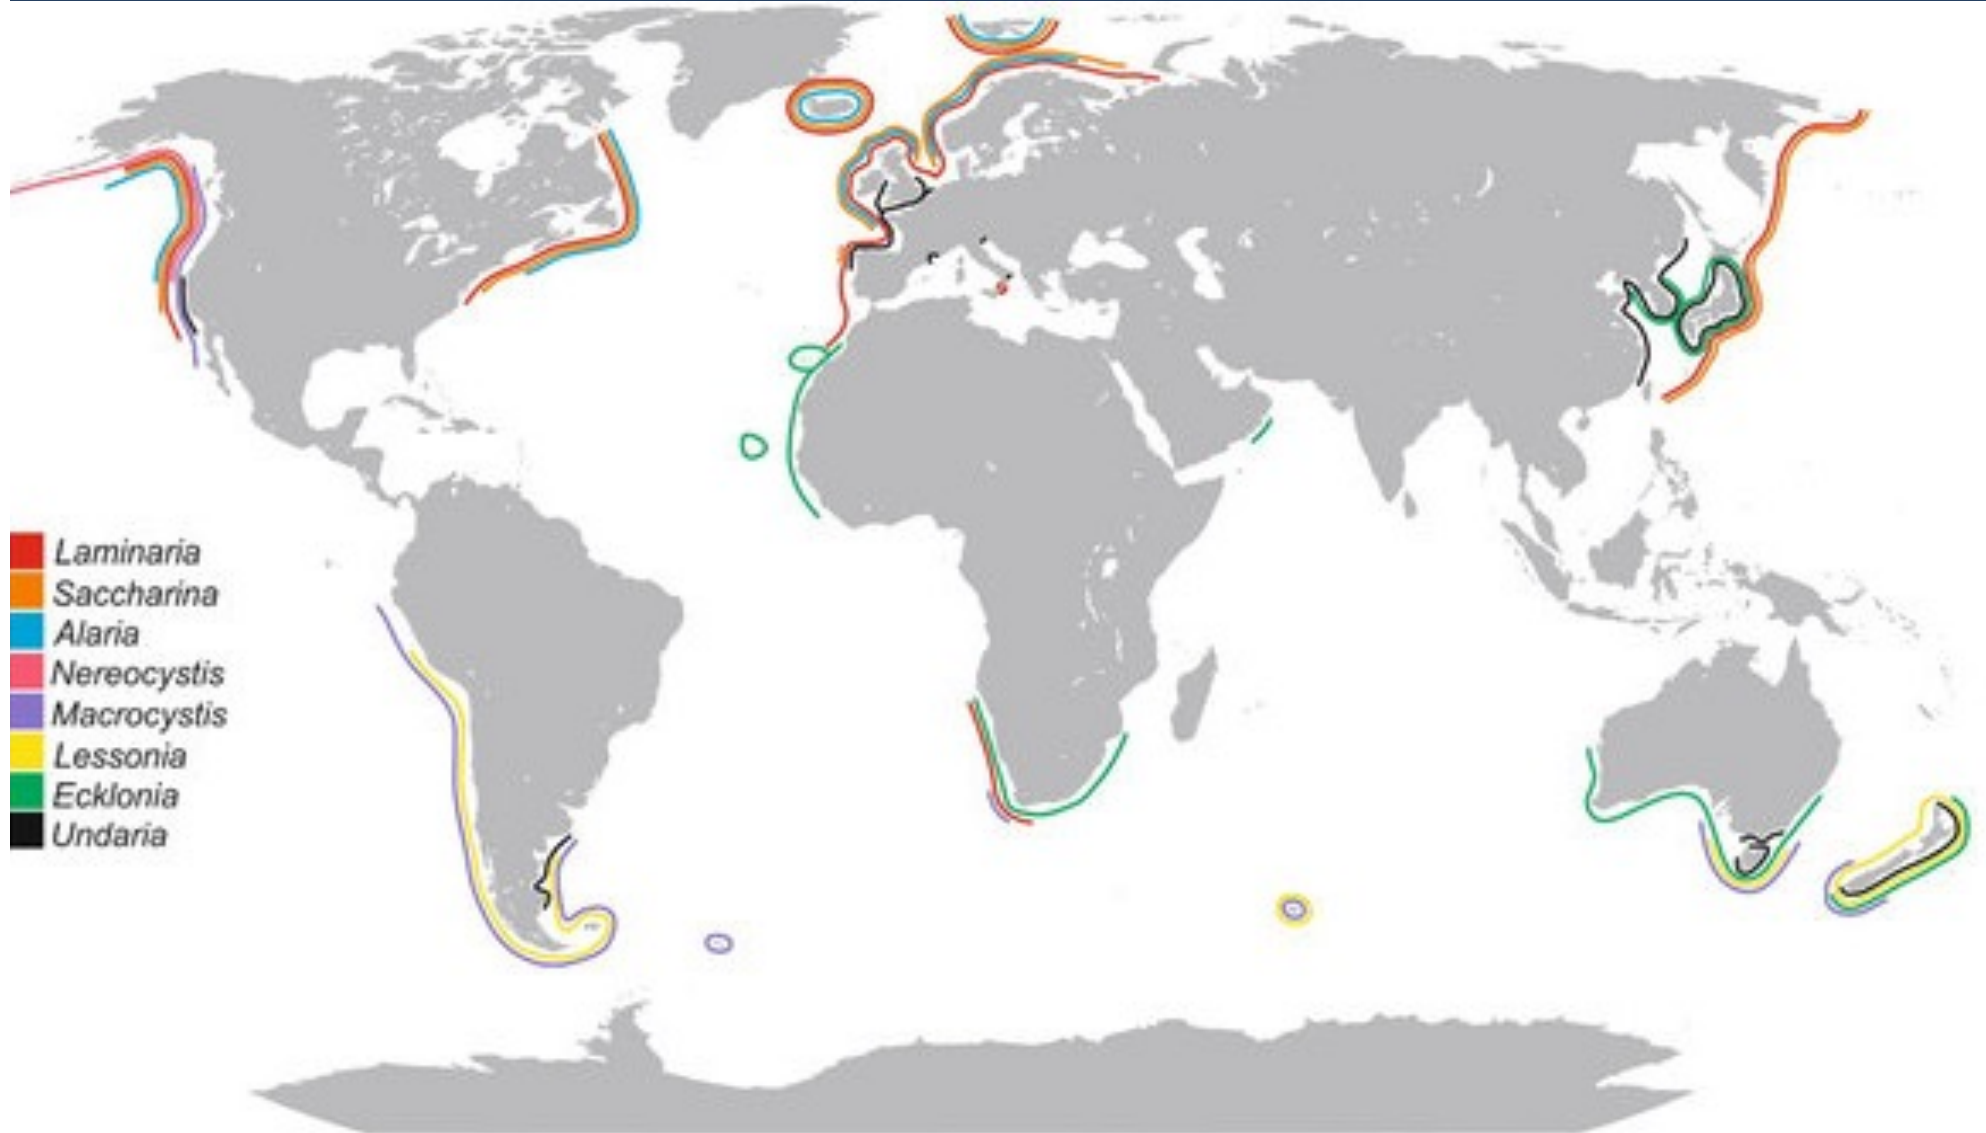 Laminaria
Saccharina
Alaria
Nereocystis
Macrocystis
Lessonia
Ecklonia
Undaria